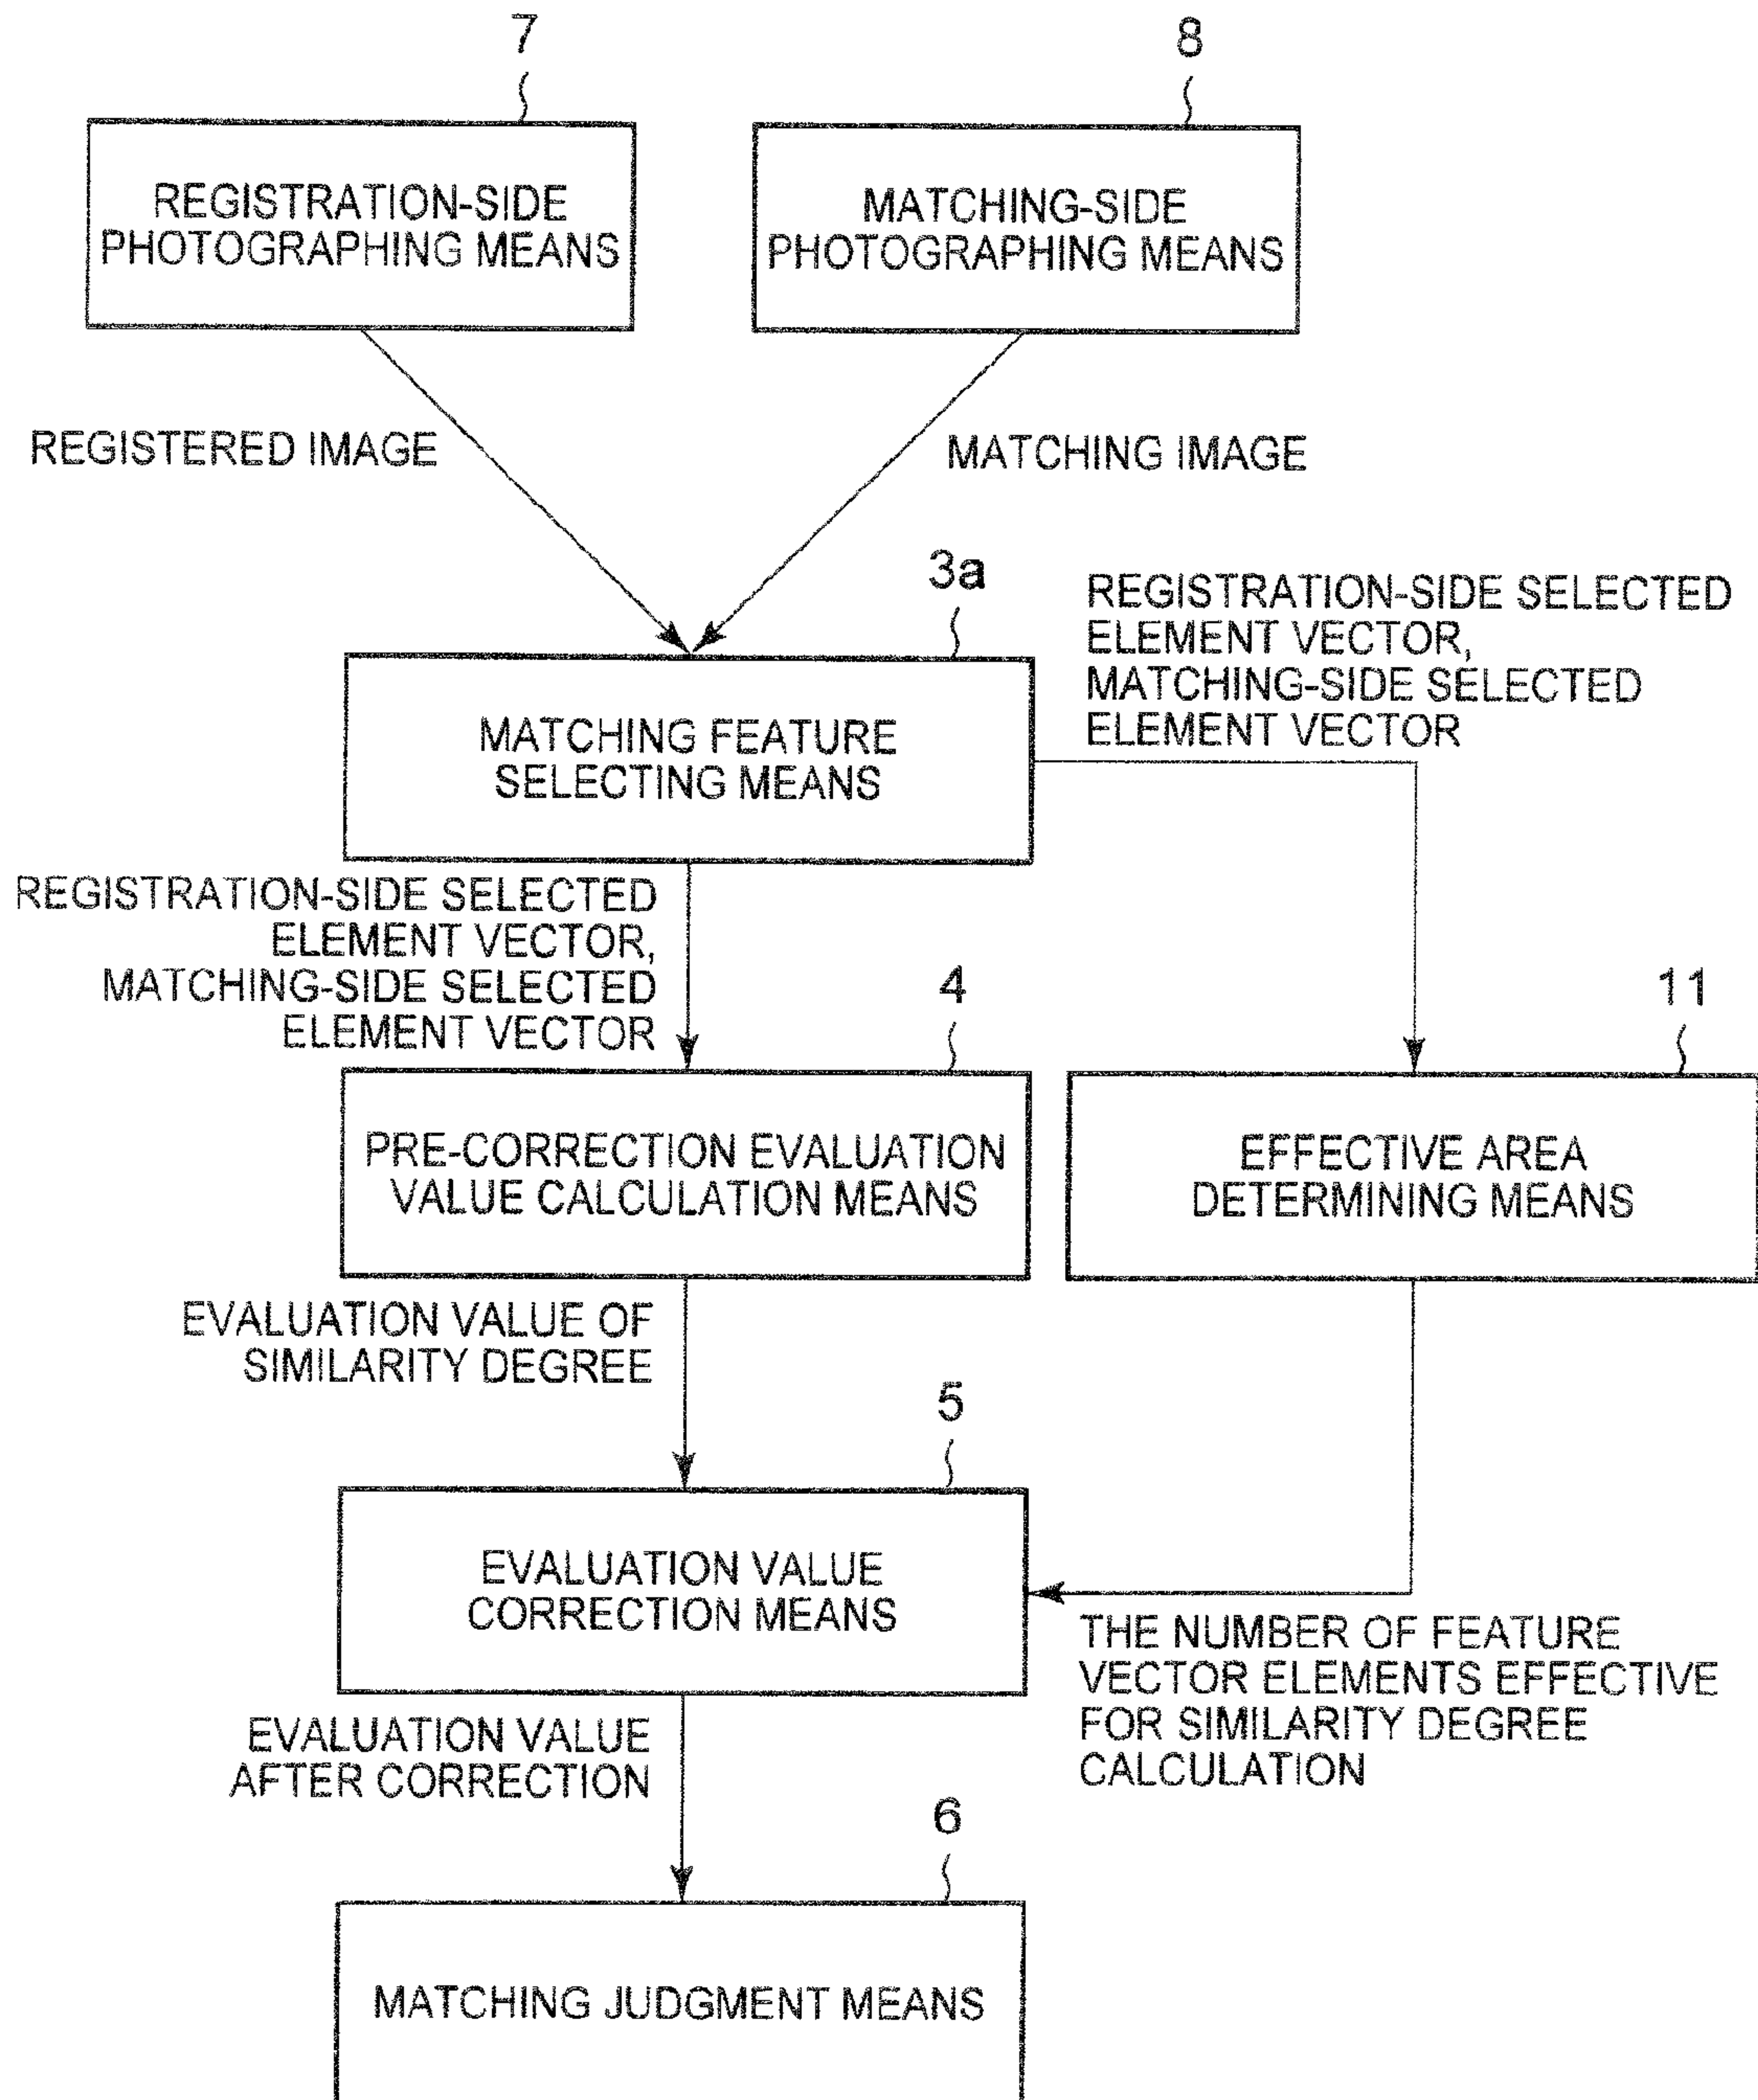 7
8
REGISTRATION-SIDE
PHOTOGRAPHING MEANS
MATCHING-SIDE
PHOTOGRAPHING MEANS
REGISTERED IMAGE
MATCHING IMAGE
3a
REGISTRATION-SIDE SELECTED
ELEMENT VECTOR,
MATCHING-SIDE SELECTED
ELEMENT VECTOR
MATCHING FEATURE
SELECTING MEANS
REGISTRATION-SIDE SELECTED
ELEMENT VECTOR,
MATCHING-SIDE SELECTED
ELEMENT VECTOR
4
11
PRE-CORRECTION EVALUATION
VALUE CALCULATION MEANS
EFFECTIVE AREA
DETERMINING MEANS
EVALUATION VALUE OF
SIMILARITY DEGREE
5
EVALUATION VALUE
CORRECTION MEANS
THE NUMBER OF FEATURE
VECTOR ELEMENTS EFFECTIVE
FOR SIMILARITY DEGREE
CALCULATION
EVALUATION VALUE
AFTER CORRECTION
6
MATCHING JUDGMENT MEANS